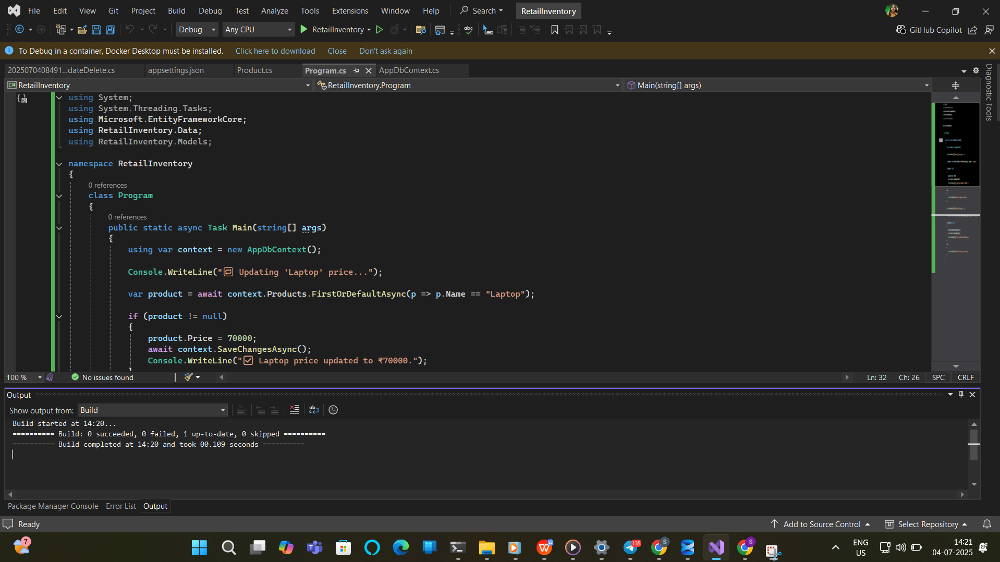 File Edit View Git Project Build Debug Test Analyze Tools Extensions Window Help Search RetailInventory
Debug Any CPU RetailInventory GitHub Copilot
To Debug in a container, Docker Desktop must be installed. Click here to download Close Don't ask again
2025070408491...dateDelete.cs appsettings.json Product.cs Program.cs AppDbContext.cs
RetailInventory RetailInventory.Program Main(string[] args)
Diagnostic Tools
using System;
using System.Threading.Tasks;
using Microsoft.EntityFrameworkCore;
using RetailInventory.Data;
using RetailInventory.Models;
namespace RetailInventory
{
0 references
class Program
{
0 references
public static async Task Main(string[] args)
{
using var context = new AppDbContext();
Console.WriteLine("🔁 Updating 'Laptop' price...");
var product = await context.Products.FirstOrDefaultAsync(p => p.Name == "Laptop");
if (product != null)
{
product.Price = 70000;
await context.SaveChangesAsync();
Console.WriteLine("✅ Laptop price updated to ₹70000.");
}
100 % No issues found Ln: 32 Ch: 26 SPC CRLF
Output
Show output from: Build
Build started at 14:20...
========== Build: 0 succeeded, 0 failed, 1 up-to-date, 0 skipped ==========
========== Build completed at 14:20 and took 00.109 seconds ==========
Package Manager Console Error List Output
Ready Add to Source Control Select Repository
7 135 ENG 14:21
US 04-07-2025